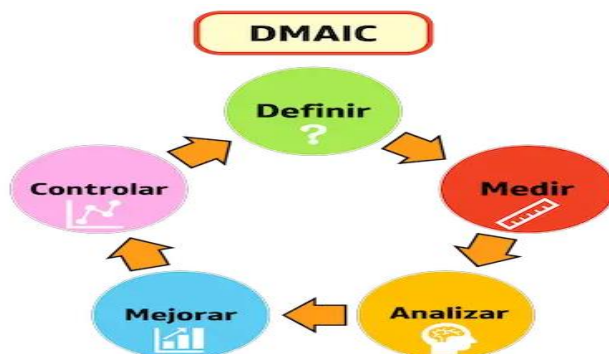 DMAIC
Definir
?
Medir
Analizar
Mejorar
Controlar